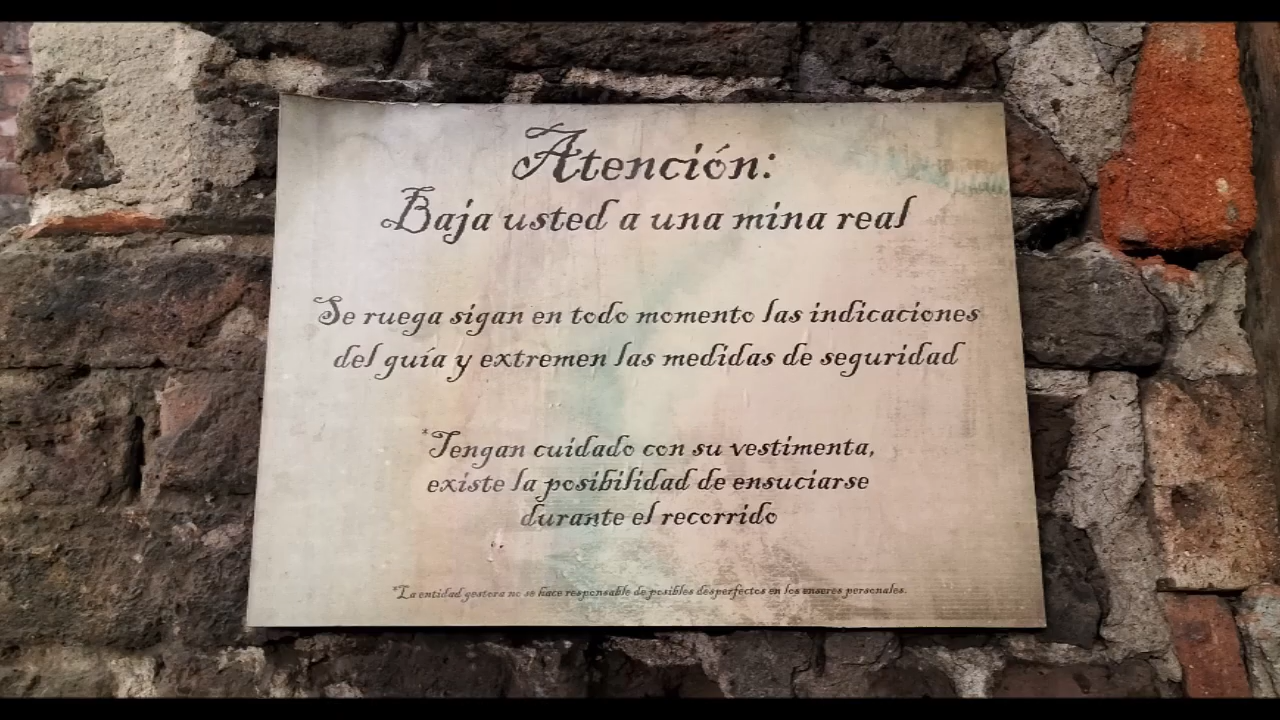 Atención:
Baja usted a una mina real
Se ruega sigan en todo momento las indicaciones
del guía y extremen las medidas de seguridad
*Tengan cuidado con su vestimenta,
existe la posibilidad de ensuciarse
durante el recorrido
*La entidad gestora no se hace responsable de posibles desperfectos en los enseres personales.